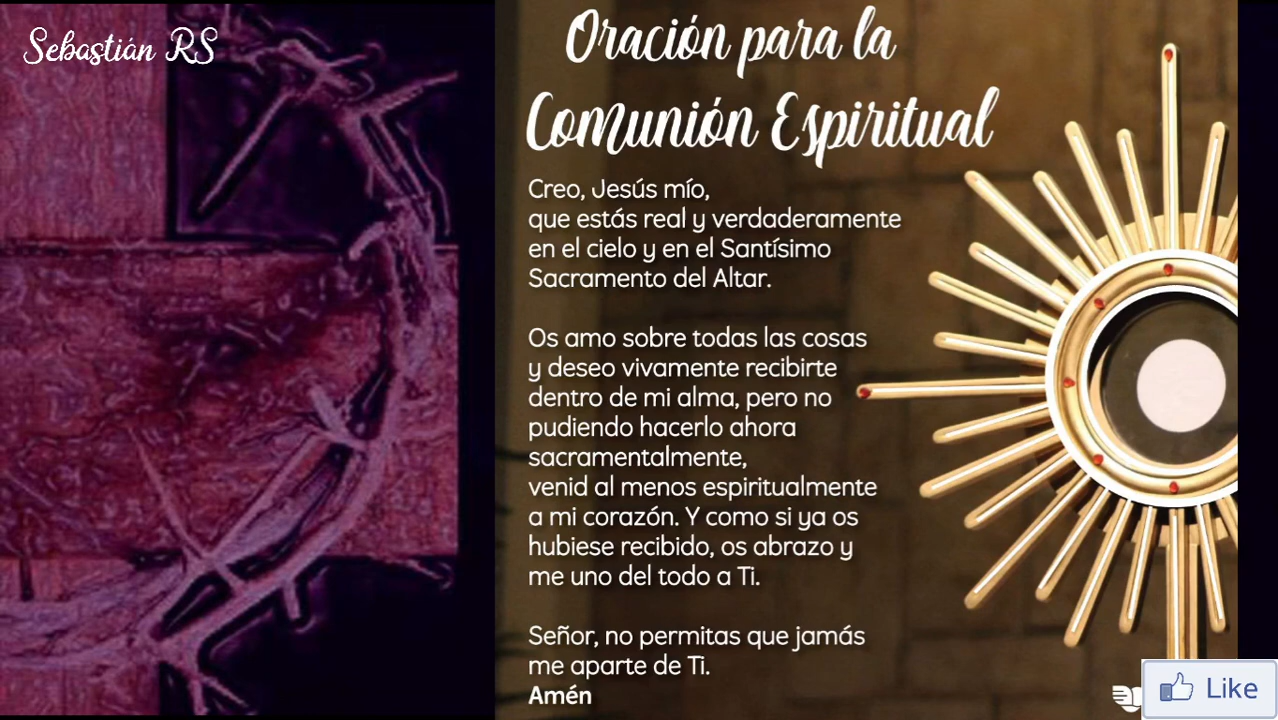 Sebastián RS
Oración para la
Comunión Espiritual
Creo, Jesús mío,
que estás real y verdaderamente
en el cielo y en el Santísimo
Sacramento del Altar.
Os amo sobre todas las cosas
y deseo vivamente recibirte
dentro de mi alma, pero no
pudiendo hacerlo ahora
sacramentalmente,
venid al menos espiritualmente
a mi corazón. Y como si ya os
hubiese recibido, os abrazo y
me uno del todo a Ti.
Señor, no permitas que jamás
me aparte de Ti.
Amén
Like